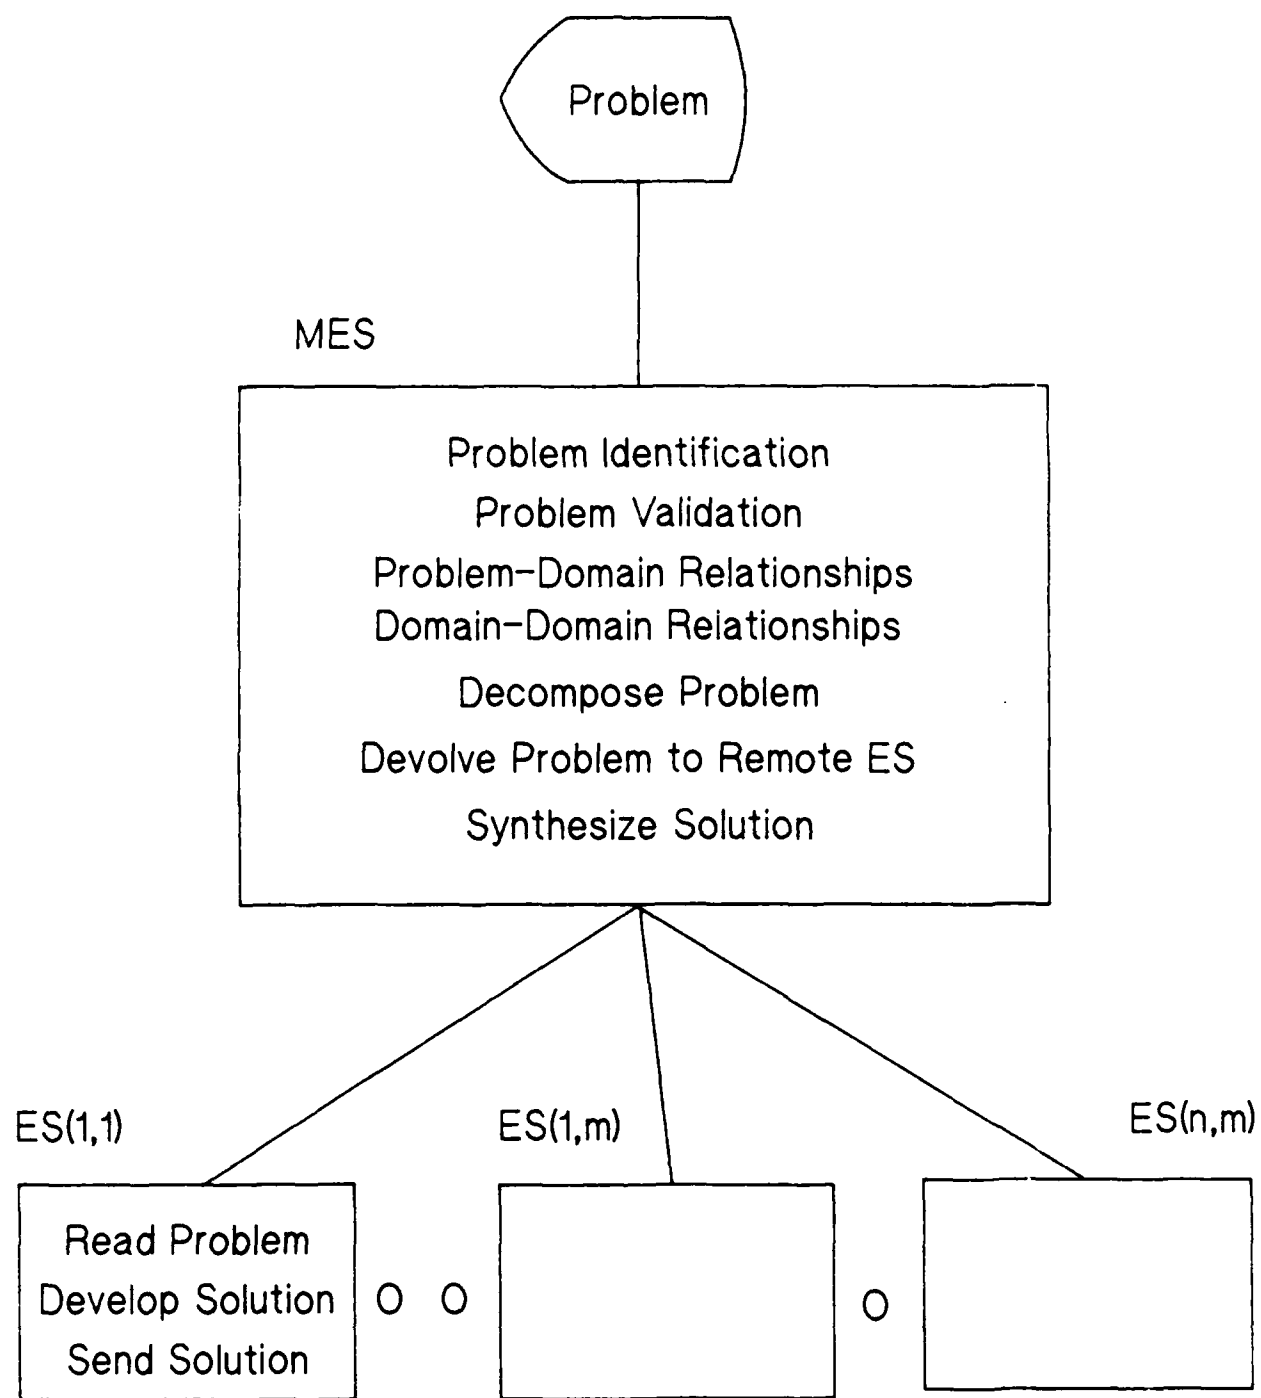 Problem
MES
Problem Identification
Problem Validation
Problem-Domain Relationships
Domain-Domain Relationships
Decompose Problem
Devolve Problem to Remote ES
Synthesize Solution
ES(1,1)
ES(1,m)
ES(n,m)
Read Problem
Develop Solution
Send Solution
O O
O